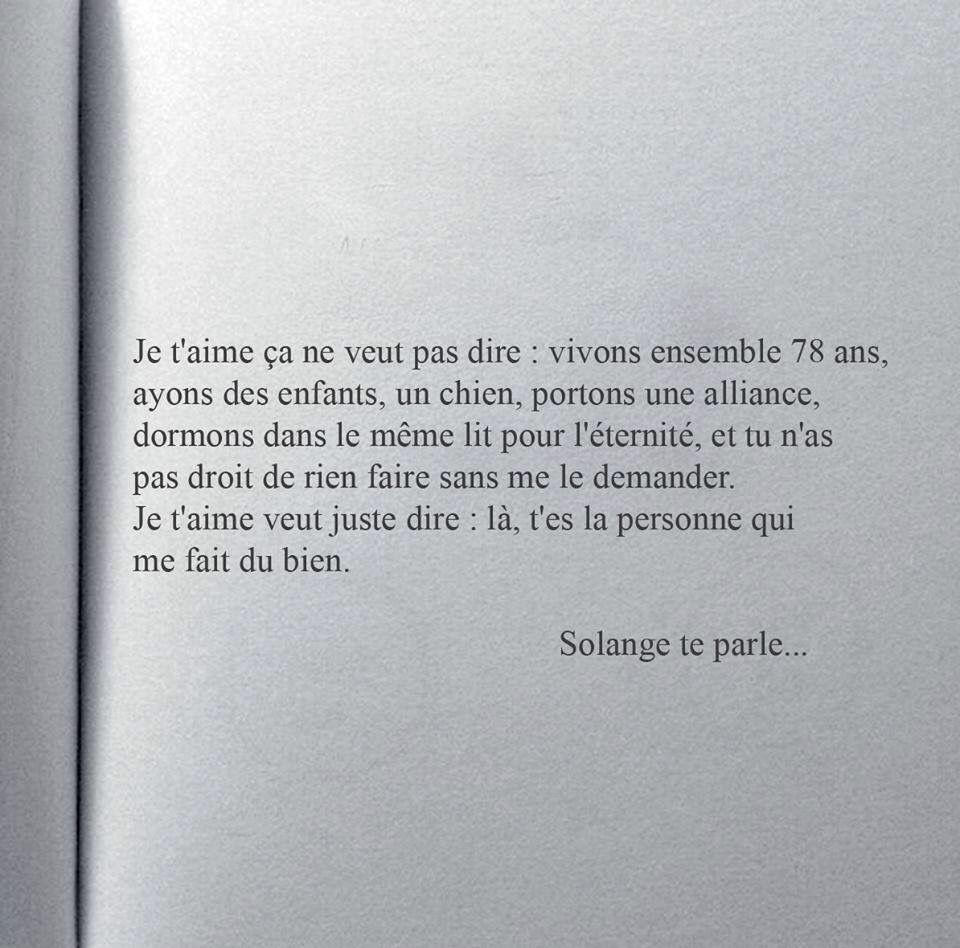 Je t'aime ça ne veut pas dire : vivons ensemble 78 ans,
ayons des enfants, un chien, portons une alliance,
dormons dans le même lit pour l'éternité, et tu n'as
pas droit de rien faire sans me le demander.
Je t'aime veut juste dire : là, t'es la personne qui
me fait du bien.
Solange te parle...